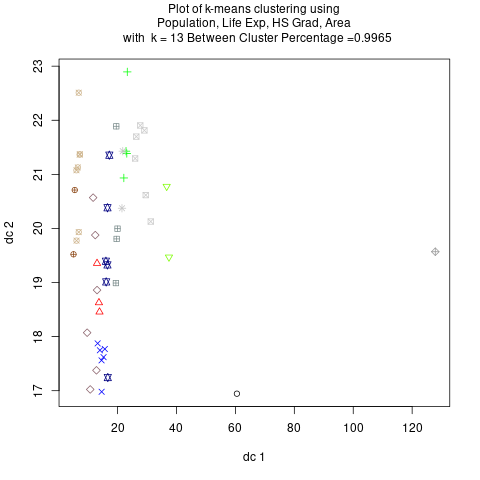 Plot of k-means clustering using
Population, Life Exp, HS Grad, Area
with k = 13 Between Cluster Percentage =0.9965
23
22
21
20
19
18
17
dc 2
20 40 60 80 100 120
dc 1